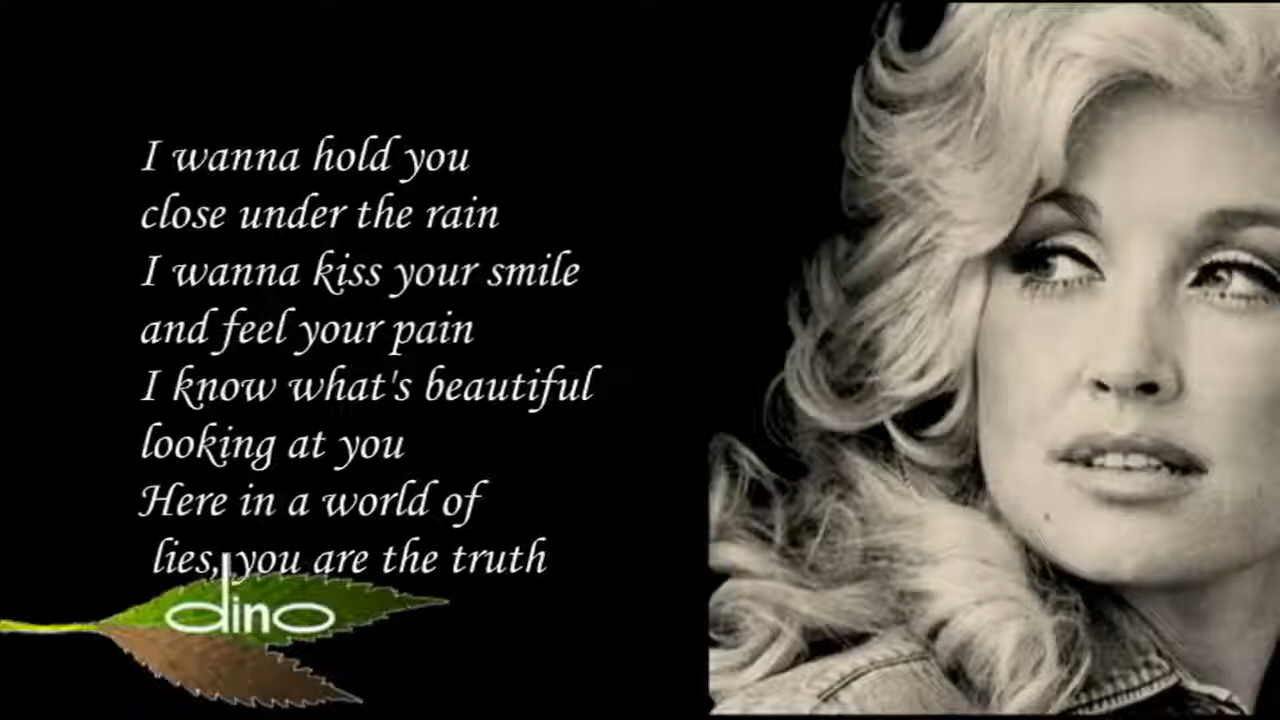 I wanna hold you
close under the rain
I wanna kiss your smile
and feel your pain
I know what's beautiful
looking at you
Here in a world of
lies, you are the truth
dino